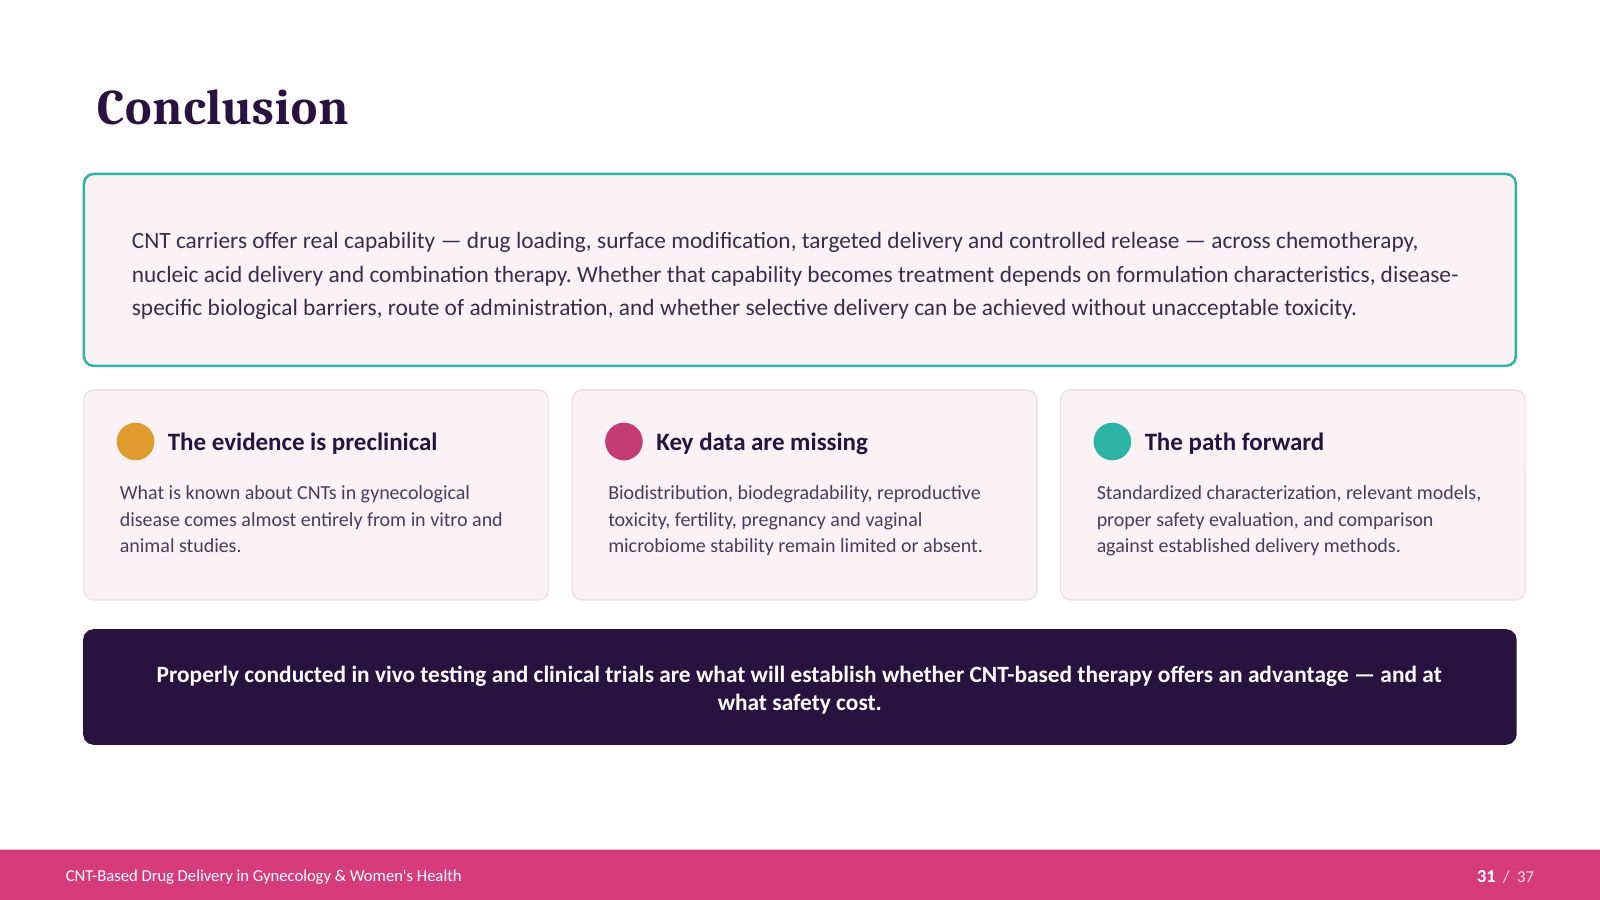 Conclusion
CNT carriers offer real capability — drug loading, surface modification, targeted delivery and controlled release — across chemotherapy,
nucleic acid delivery and combination therapy. Whether that capability becomes treatment depends on formulation characteristics, disease-
specific biological barriers, route of administration, and whether selective delivery can be achieved without unacceptable toxicity.
The evidence is preclinical
What is known about CNTs in gynecological
disease comes almost entirely from in vitro and
animal studies.
Key data are missing
Biodistribution, biodegradability, reproductive
toxicity, fertility, pregnancy and vaginal
microbiome stability remain limited or absent.
The path forward
Standardized characterization, relevant models,
proper safety evaluation, and comparison
against established delivery methods.
Properly conducted in vivo testing and clinical trials are what will establish whether CNT-based therapy offers an advantage — and at
what safety cost.
CNT-Based Drug Delivery in Gynecology & Women's Health
31 / 37